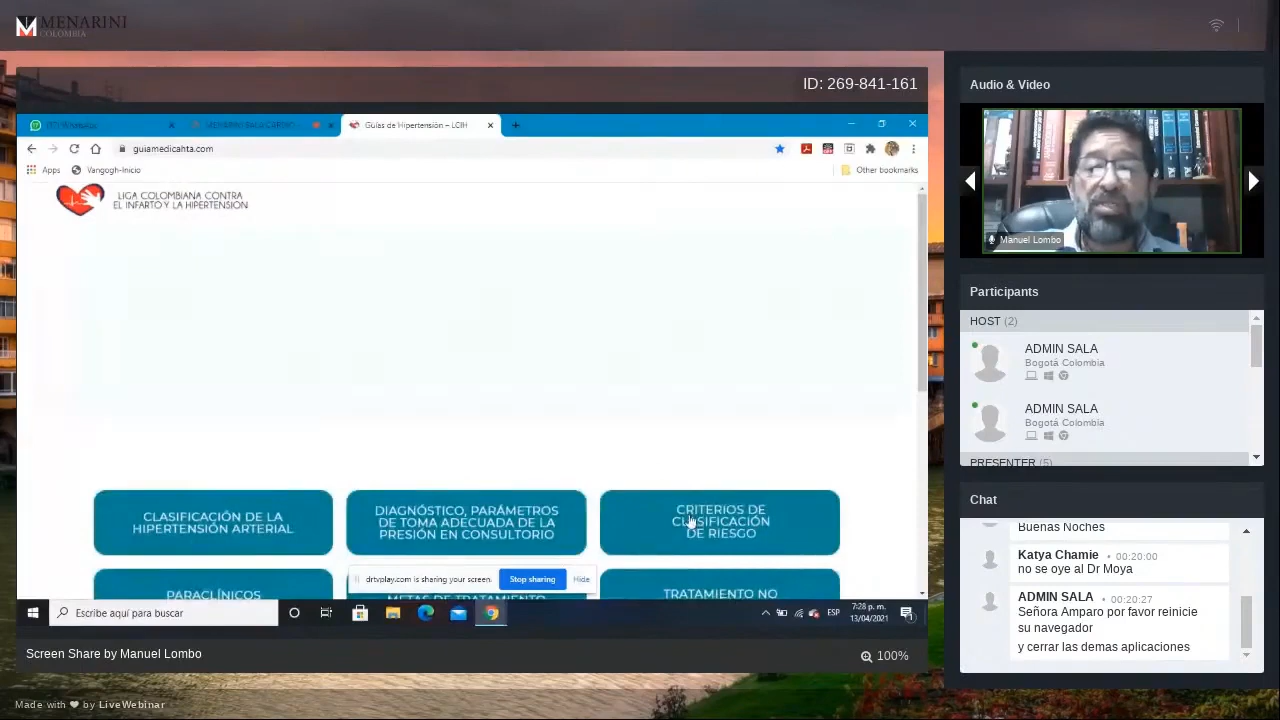 MENARINI
COLOMBIA
ID: 269-841-161
Guías de Hipertensión – LCIH
guiamedicahta.com
Apps
Vangogh-Inicio
Other bookmarks
LIGA COLOMBIANA CONTRA
EL INFARTO Y LA HIPERTENSION
CLASIFICACIÓN DE LA
HIPERTENSIÓN ARTERIAL
DIAGNÓSTICO, PARÁMETROS
DE TOMA ADECUADA DE LA
PRESIÓN EN CONSULTORIO
CRITERIOS DE
CLASIFICACIÓN
DE RIESGO
PARACLÍNICOS
METAS DE TRATAMIENTO
TRATAMIENTO NO
drtvplay.com is sharing your screen.
Stop sharing
Hide
Escribe aquí para buscar
ESP
7:28 p. m.
13/04/2021
Screen Share by Manuel Lombo
100%
Made with ❤ by LiveWebinar
Audio & Video
Manuel Lombo
Participants
HOST (2)
ADMIN SALA
Bogotá Colombia
ADMIN SALA
Bogotá Colombia
PRESENTER (5)
Chat
Buenas Noches
Katya Chamie • 00:20:00
no se oye al Dr Moya
ADMIN SALA • 00:20:27
Señora Amparo por favor reinicie
su navegador
y cerrar las demas aplicaciones